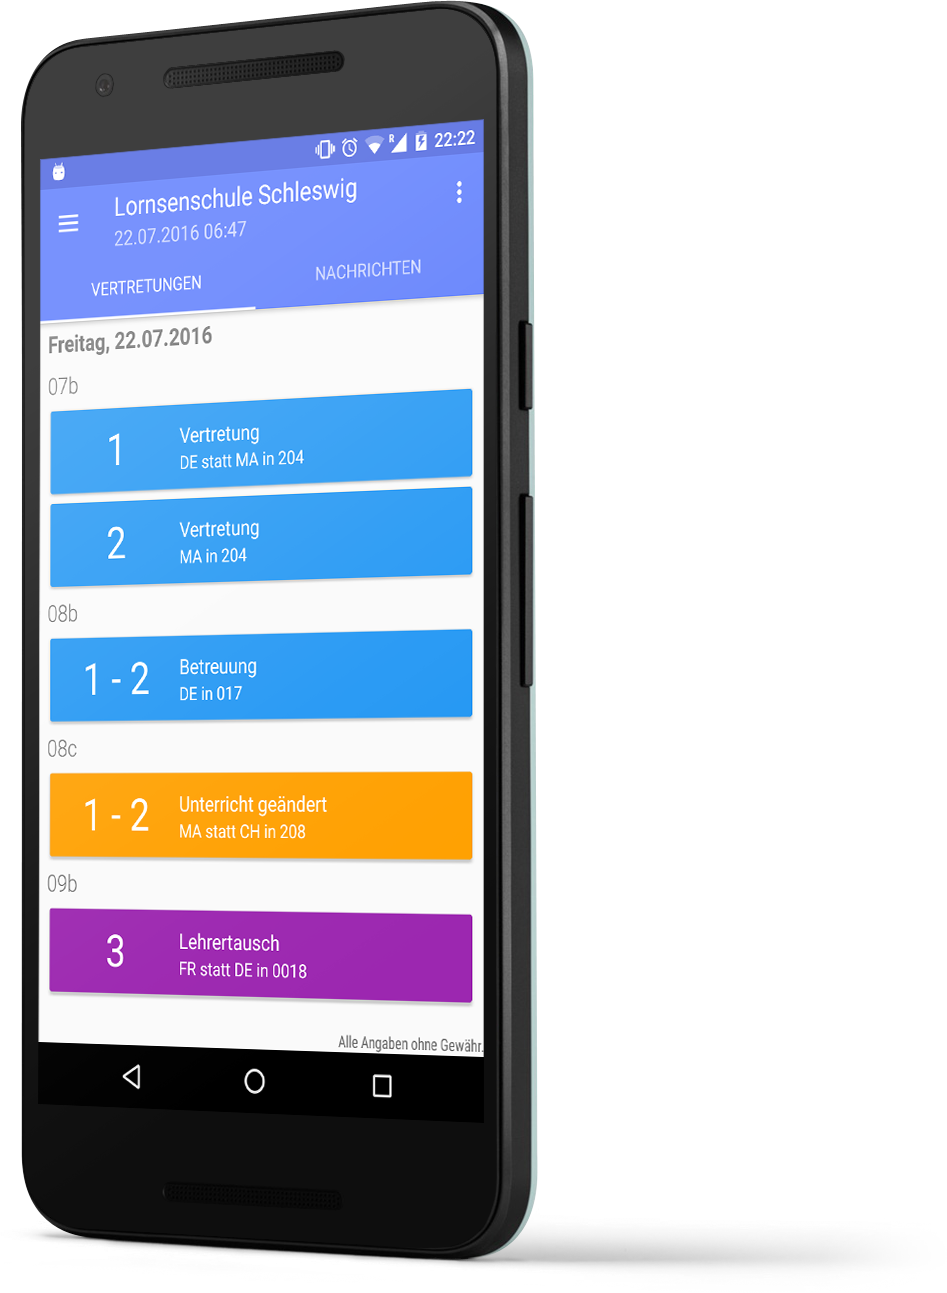 R
22:22
Lornsenschule Schleswig
22.07.2016 06:47
VERTRETUNGEN
NACHRICHTEN
Freitag, 22.07.2016
07b
1
Vertretung
DE statt MA in 204
2
Vertretung
MA in 204
08b
1 - 2
Betreuung
DE in 017
08c
1 - 2
Unterricht geändert
MA statt CH in 208
09b
3
Lehrertausch
FR statt DE in 0018
Alle Angaben ohne Gewähr.